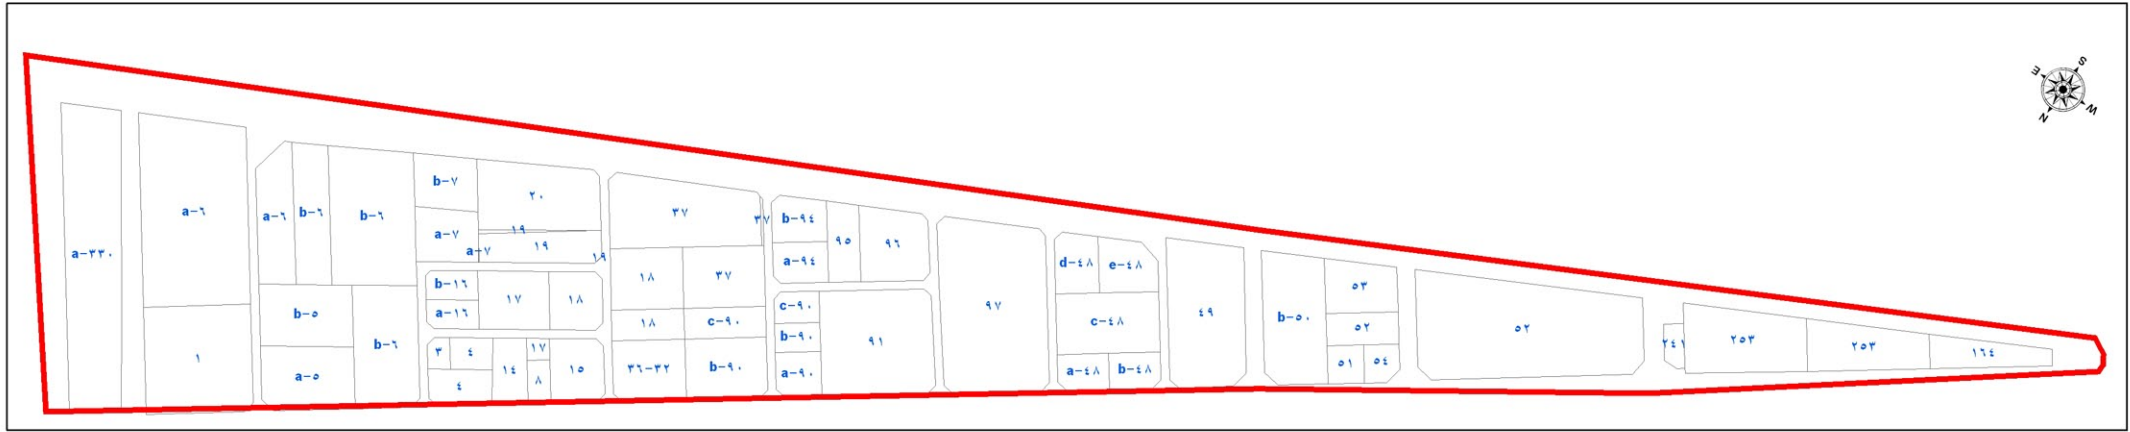 S
E
W
N
b-٧
٢٠
a-٦
a-٦
b-٦
b-٦
٣٧
٣٧
b-٩٤
١٩
a-٧
١٩
a-٧
١٩
٩٥
٩٦
a-٣٣٠
a-٩٤
d-٤٨
e-٤٨
b-١٦
١٧
١٨
١٨
٣٧
٥٣
a-١٦
b-٥
c-٩٠
٩٧
٤٩
b-٥٠
١٨
c-٩٠
c-٤٨
٥٢
٥٢
b-٦
b-٩٠
٩١
٢٤١
٢٥٣
٢٥٣
١٦٤
٣
٤
١٧
١
١٤
١٥
٣٦-٣٢
b-٩٠
a-٩٠
a-٤٨
b-٤٨
٥١
٥٤
a-٥
٤
٨